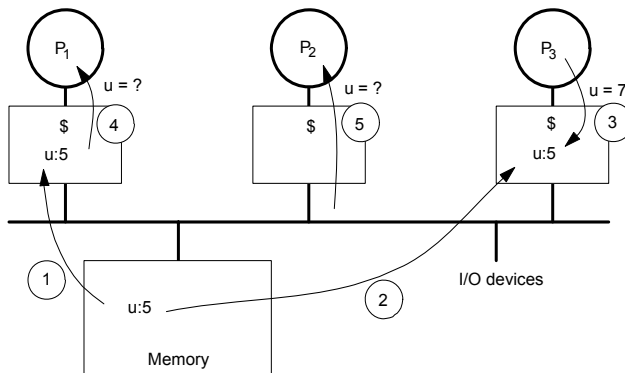 P1
P2
P3
u = ?
u = ?
u = 7
$
4
$
5
$
3
u:5
u:5
1
2
I/O devices
u:5
Memory